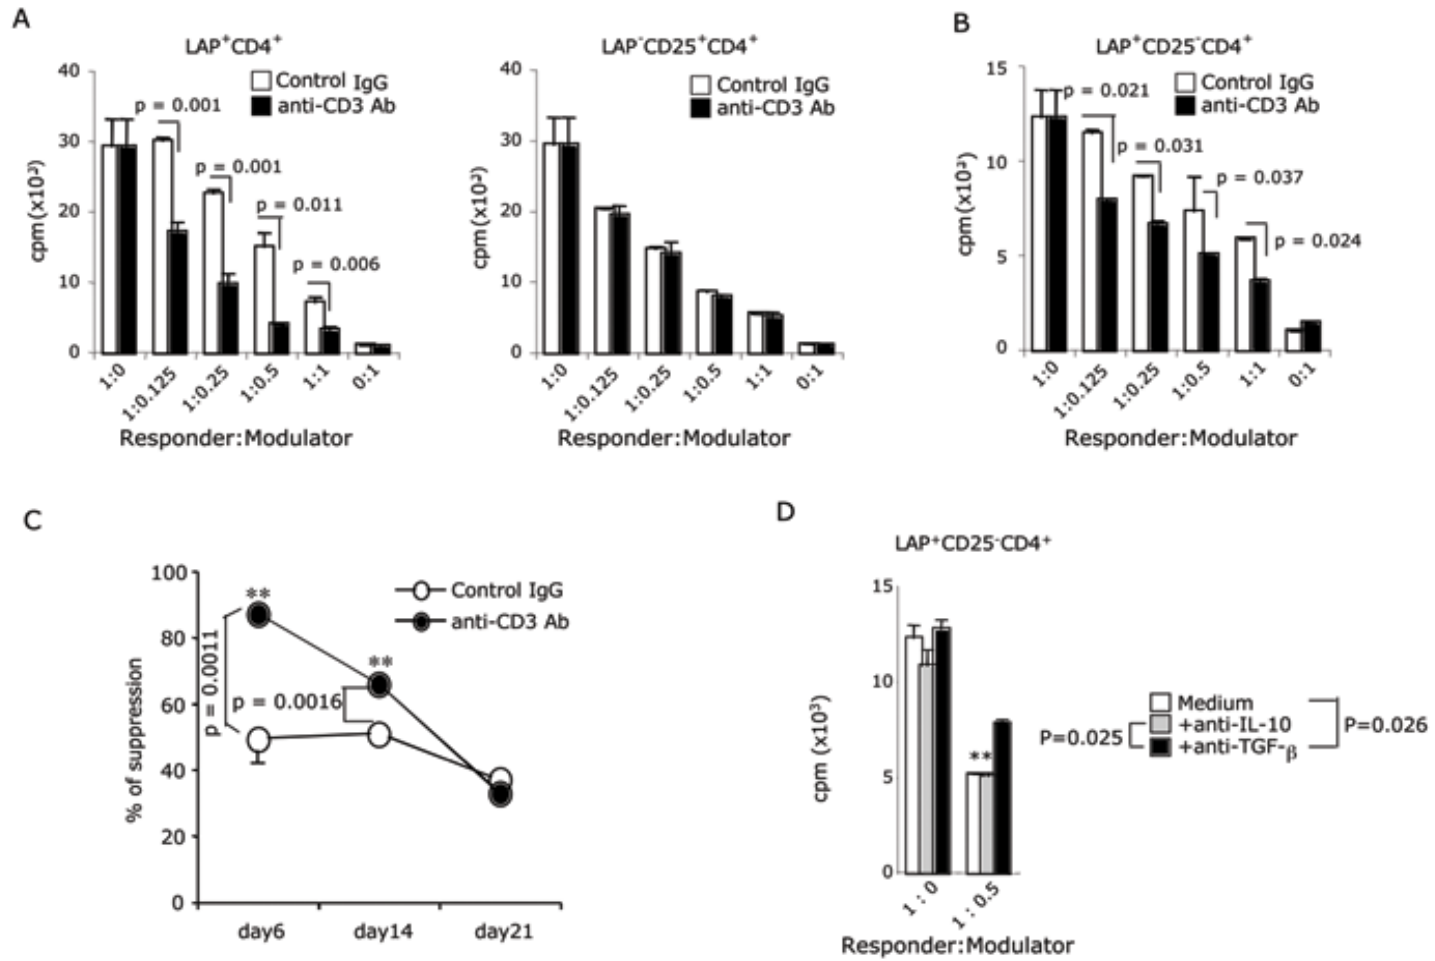 A
LAP⁺CD4⁺
40
30
20
10
0
cpm (x10³)
Control IgG
anti-CD3 Ab
p = 0.001
p = 0.001
p = 0.011
p = 0.006
1:0
1:0.125
1:0.25
1:0.5
1:1
0:1
Responder:Modulator
LAP⁻CD25⁺CD4⁺
40
30
20
10
0
cpm (x10³)
Control IgG
anti-CD3 Ab
1:0
1:0.125
1:0.25
1:0.5
1:1
0:1
Responder:Modulator
B
LAP⁺CD25⁻CD4⁺
15
10
5
0
cpm (x10³)
Control IgG
anti-CD3 Ab
p = 0.021
p = 0.031
p = 0.037
p = 0.024
1:0
1:0.125
1:0.25
1:0.5
1:1
0:1
Responder:Modulator
C
100
80
60
40
20
0
% of suppression
Control IgG
anti-CD3 Ab
**
**
p = 0.0011
p = 0.0016
day6
day14
day21
D
LAP⁺CD25⁻CD4⁺
15
10
5
0
cpm (x10³)
**
Medium
+anti-IL-10
+anti-TGF-β
P=0.025
P=0.026
1 : 0
1 : 0.5
Responder:Modulator